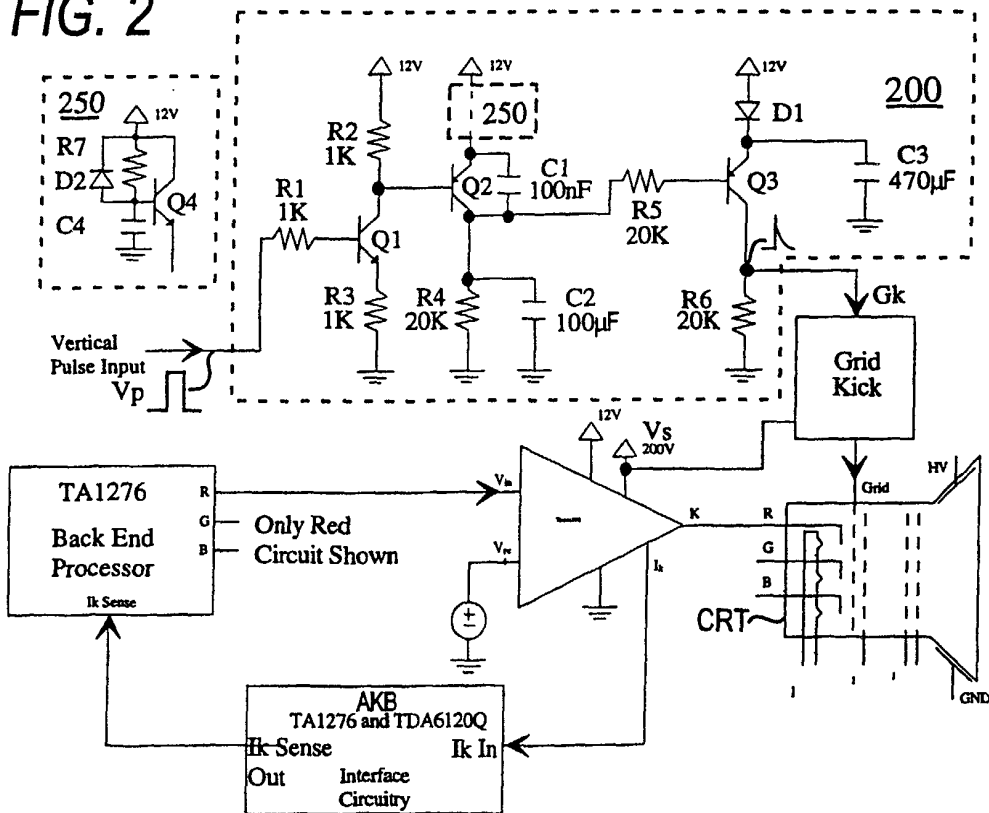 FIG. 2
250
12V
R7
D2
Q4
C4
12V
R2
1K
12V
250
C1
100nF
Q2
R1
1K
Q1
R3
1K
R4
20K
C2
100µF
R5
20K
12V
D1
200
Q3
C3
470µF
R6
20K
Gk
Grid
Kick
Vertical
Pulse Input
Vp
TA1276
Back End
Processor
Ik Sense
R
G
B
Only Red
Circuit Shown
Vin
12V
Vs
200V
K
Ik
Grid
HV
R
G
B
CRT
GND
AKB
TA1276 and TDA6120Q
Ik Sense
Out
Ik In
Interface
Circuitry